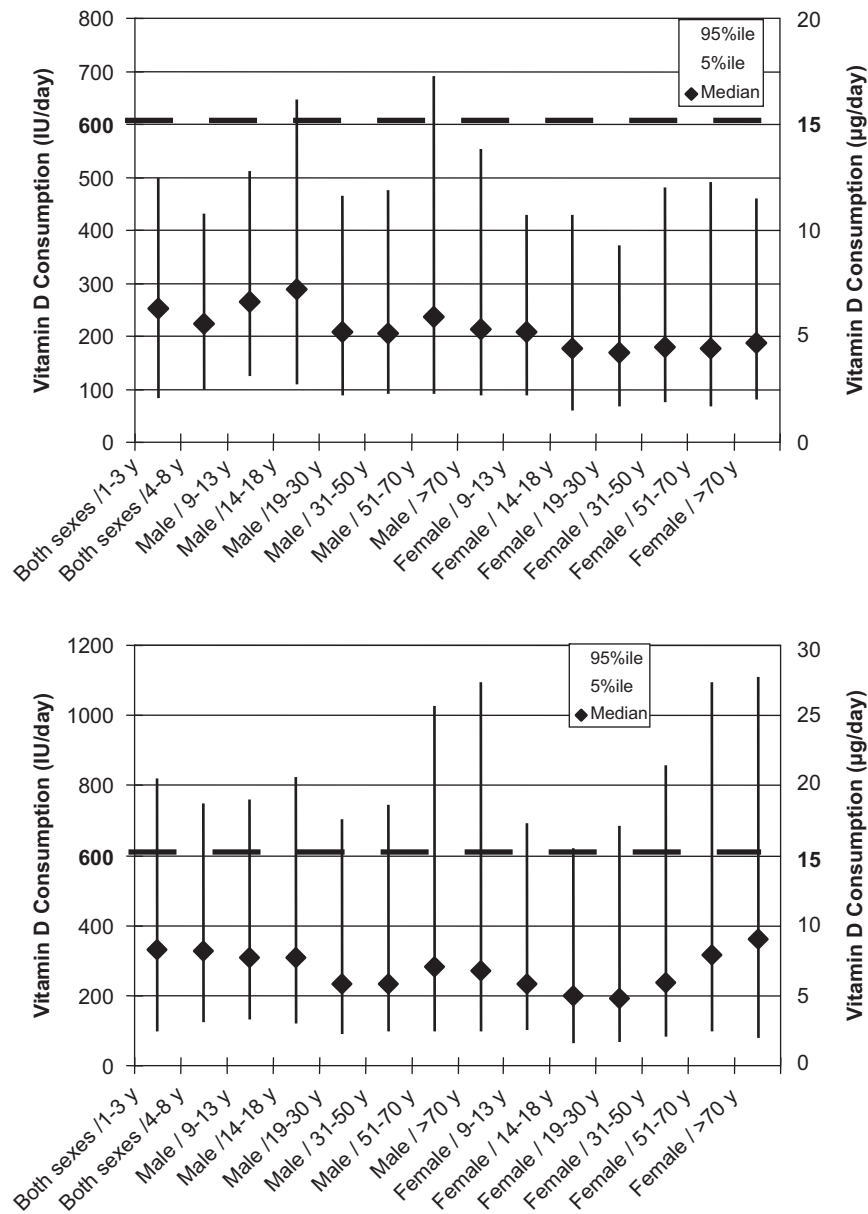 800
700
600
500
400
300
200
100
0
Vitamin D Consumption (IU/day)
95%ile
5%ile
Median
20
15
10
5
0
Vitamin D Consumption (µg/day)
Both sexes /1-3 y
Both sexes /4-8 y
Male / 9-13 y
Male /14-18 y
Male /19-30 y
Male / 31-50 y
Male / 51-70 y
Male / >70 y
Female / 9-13 y
Female / 14-18 y
Female / 19-30 y
Female / 31-50 y
Female / 51-70 y
Female / >70 y
1200
1000
800
600
400
200
0
Vitamin D Consumption (IU/day)
95%ile
5%ile
Median
30
25
20
15
10
5
0
Vitamin D Consumption (µg/day)
Both sexes /1-3 y
Both sexes /4-8 y
Male / 9-13 y
Male /14-18 y
Male /19-30 y
Male / 31-50 y
Male / 51-70 y
Male / >70 y
Female / 9-13 y
Female / 14-18 y
Female / 19-30 y
Female / 31-50 y
Female / 51-70 y
Female / >70 y